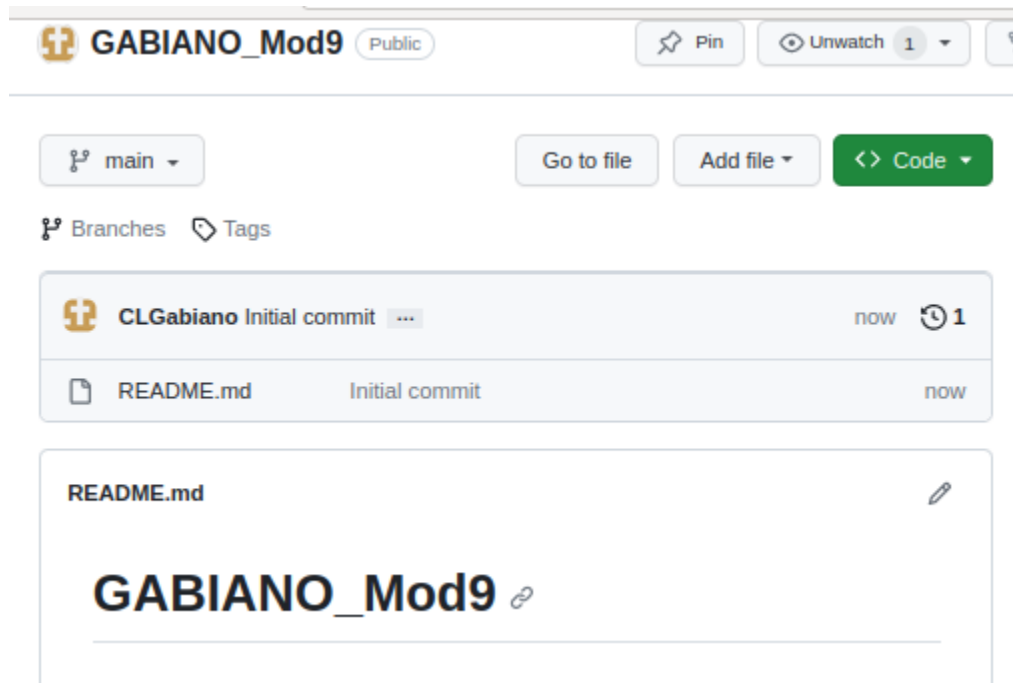 GABIANO_Mod9 Public Pin Unwatch 1
main Go to file Add file Code
Branches Tags
CLGabiano Initial commit ... now 1
README.md Initial commit now
README.md
GABIANO_Mod9